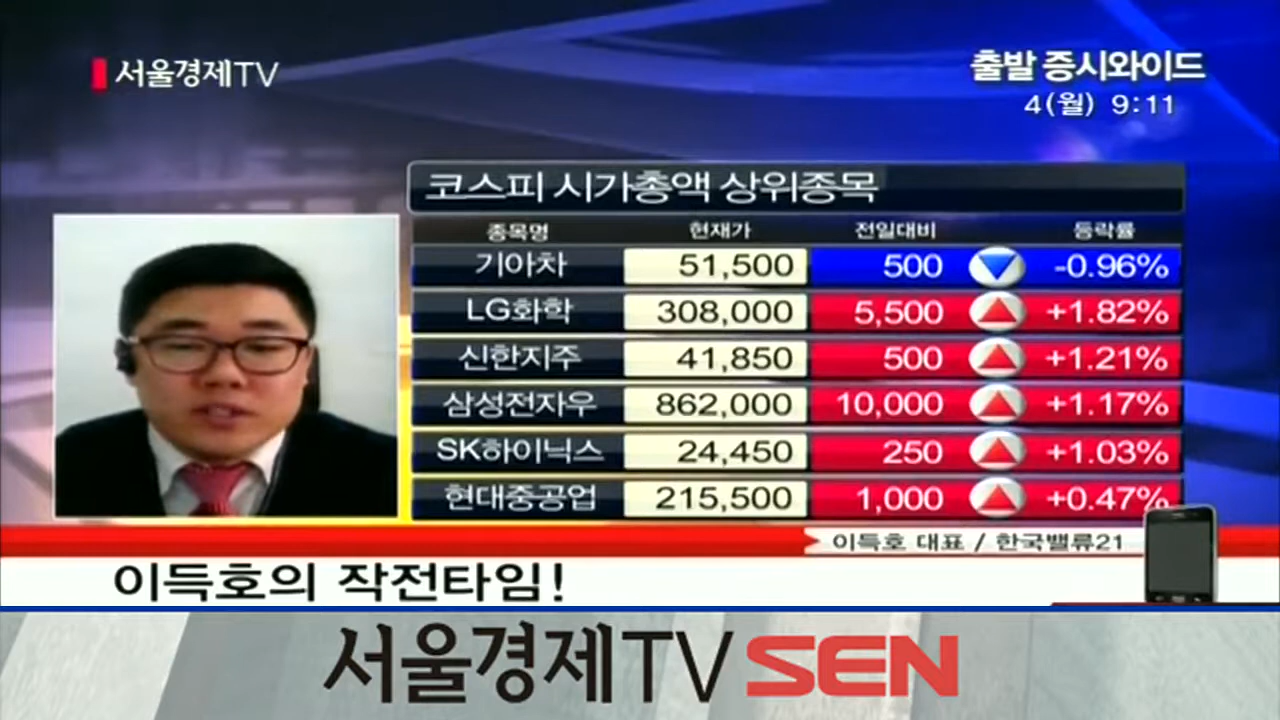 서울경제TV
출발 증시와이드
4(월) 9:11
코스피 시가총액 상위종목
종목명 현재가 전일대비 등락률
기아차 51,500 500 ▼ -0.96%
LG화학 308,000 5,500 ▲ +1.82%
신한지주 41,850 500 ▲ +1.21%
삼성전자우 862,000 10,000 ▲ +1.17%
SK하이닉스 24,450 250 ▲ +1.03%
현대중공업 215,500 1,000 ▲ +0.47%
이득호 대표 / 한국밸류21
이득호의 작전타임!
서울경제TV SEN